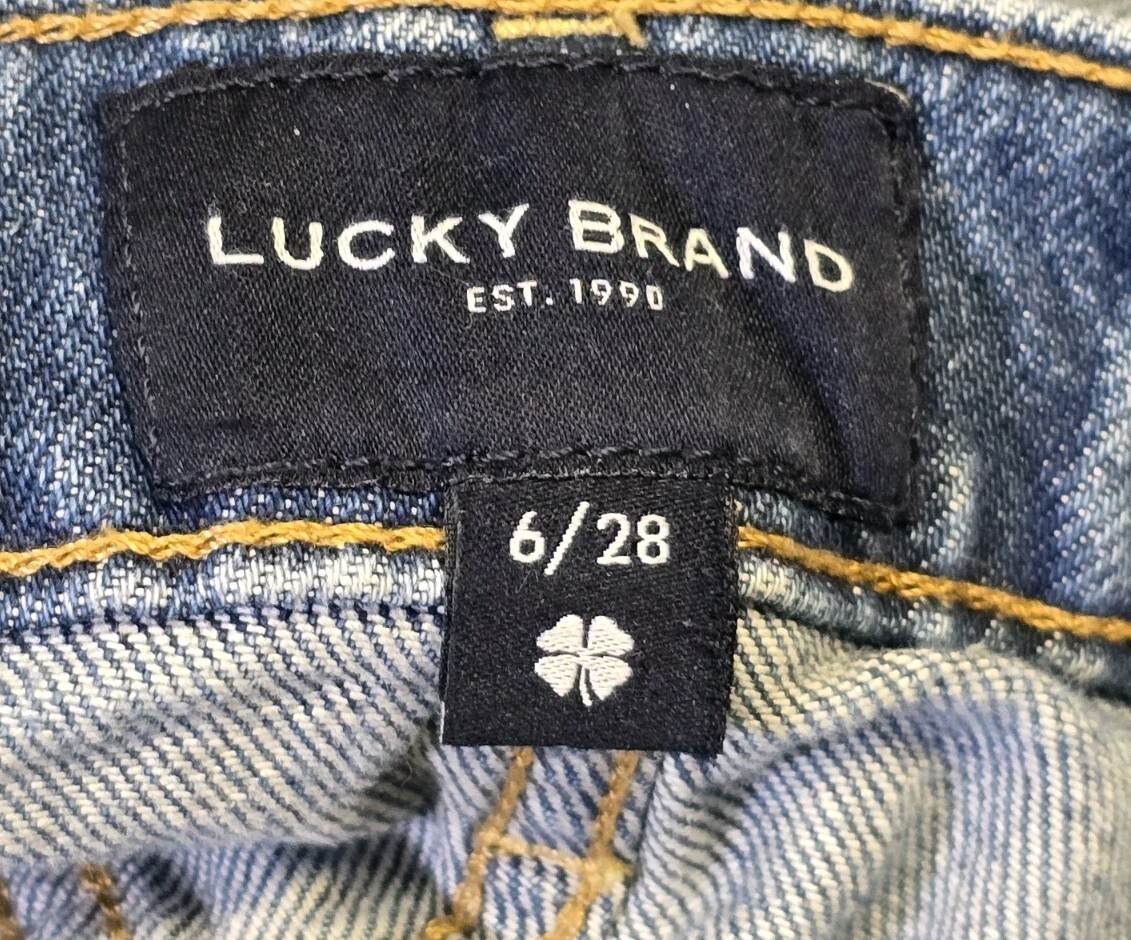 LUCKY BRAND
EST. 1990
6/28